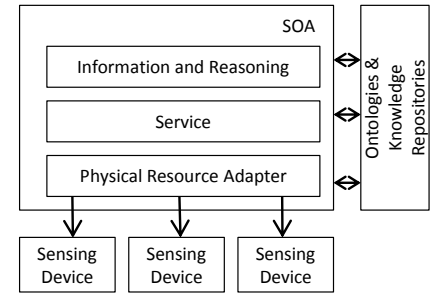 SOA
Information and Reasoning
Service
Physical Resource Adapter
Ontologies &
Knowledge
Repositories
Sensing
Device
Sensing
Device
Sensing
Device